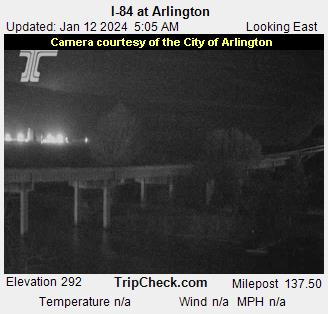 I-84 at Arlington
Updated: Jan 12 2024 5:05 AM Looking East
Camera courtesy of the City of Arlington
Elevation 292 TripCheck.com Milepost 137.50
Temperature n/a Wind n/a MPH n/a